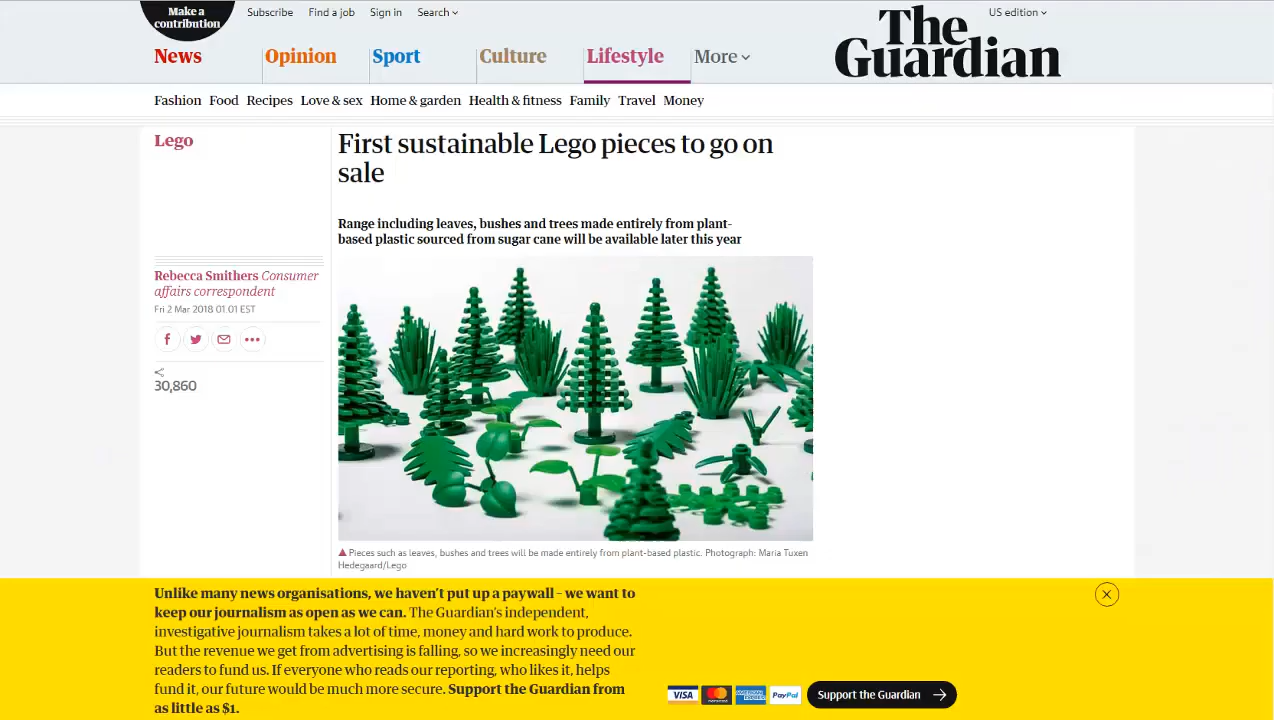 Make a
contribution
Subscribe
Find a job
Sign in
Search
US edition
The
Guardian
News
Opinion
Sport
Culture
Lifestyle
More
Fashion
Food
Recipes
Love & sex
Home & garden
Health & fitness
Family
Travel
Money
Lego
First sustainable Lego pieces to go on
sale
Range including leaves, bushes and trees made entirely from plant-
based plastic sourced from sugar cane will be available later this year
Rebecca Smithers Consumer
affairs correspondent
Fri 2 Mar 2018 01.01 EST
30,860
Pieces such as leaves, bushes and trees will be made entirely from plant-based plastic. Photograph: Maria Tuxen
Hedegaard/Lego
Unlike many news organisations, we haven't put up a paywall – we want to
keep our journalism as open as we can. The Guardian's independent,
investigative journalism takes a lot of time, money and hard work to produce.
But the revenue we get from advertising is falling, so we increasingly need our
readers to fund us. If everyone who reads our reporting, who likes it, helps
fund it, our future would be much more secure. Support the Guardian from
as little as $1.
VISA
PayPal
Support the Guardian